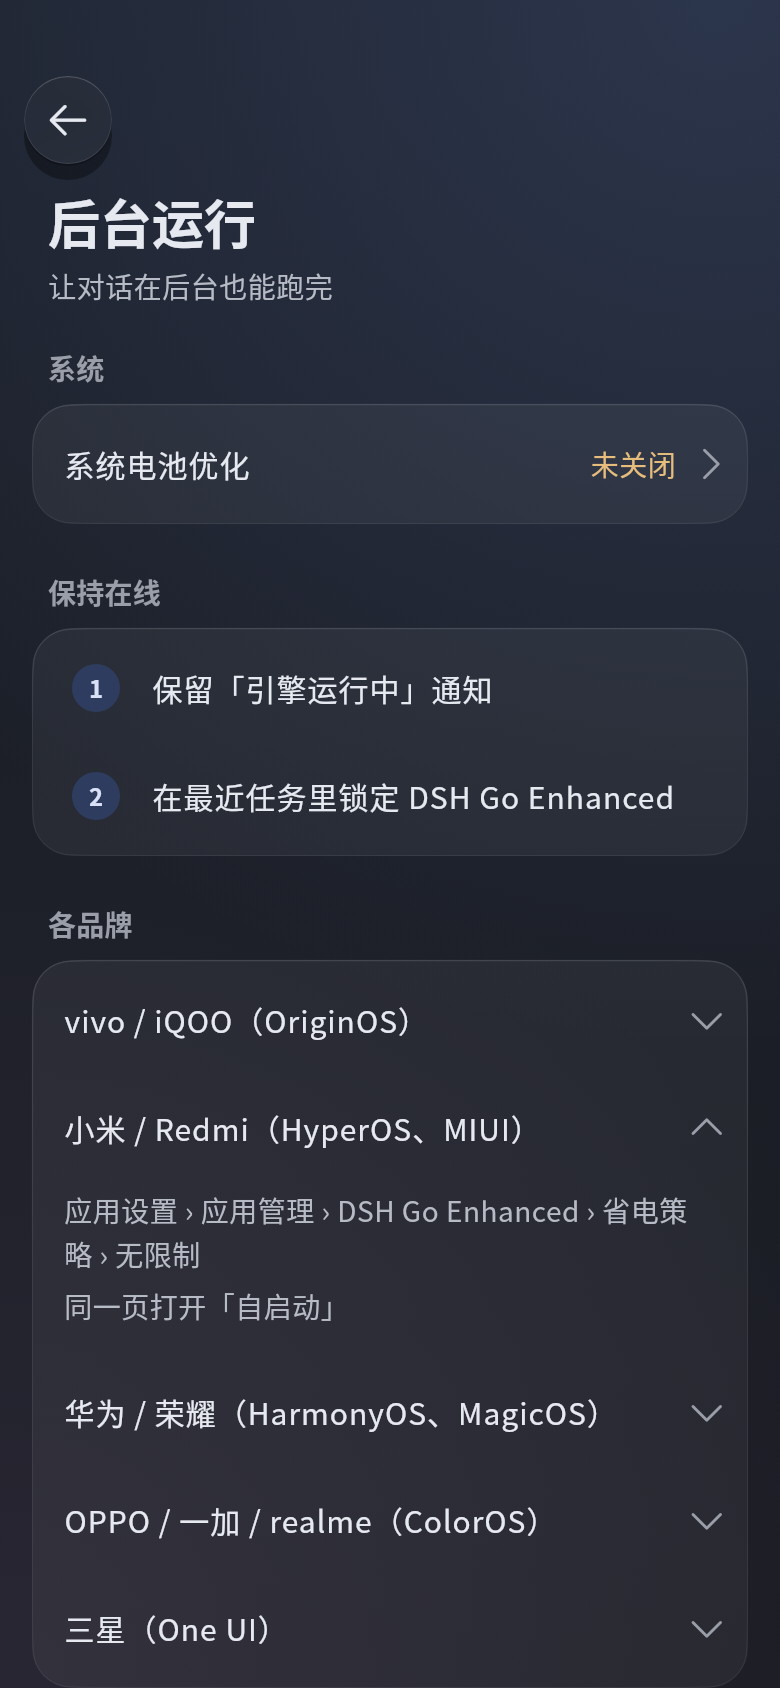 后台运行
让对话在后台也能跑完
系统
系统电池优化 未关闭
保持在线
1 保留「引擎运行中」通知
2 在最近任务里锁定 DSH Go Enhanced
各品牌
vivo / iQOO（OriginOS）
小米 / Redmi（HyperOS、MIUI）
应用设置 › 应用管理 › DSH Go Enhanced › 省电策
略 › 无限制
同一页打开「自启动」
华为 / 荣耀（HarmonyOS、MagicOS）
OPPO / 一加 / realme（ColorOS）
三星（One UI）